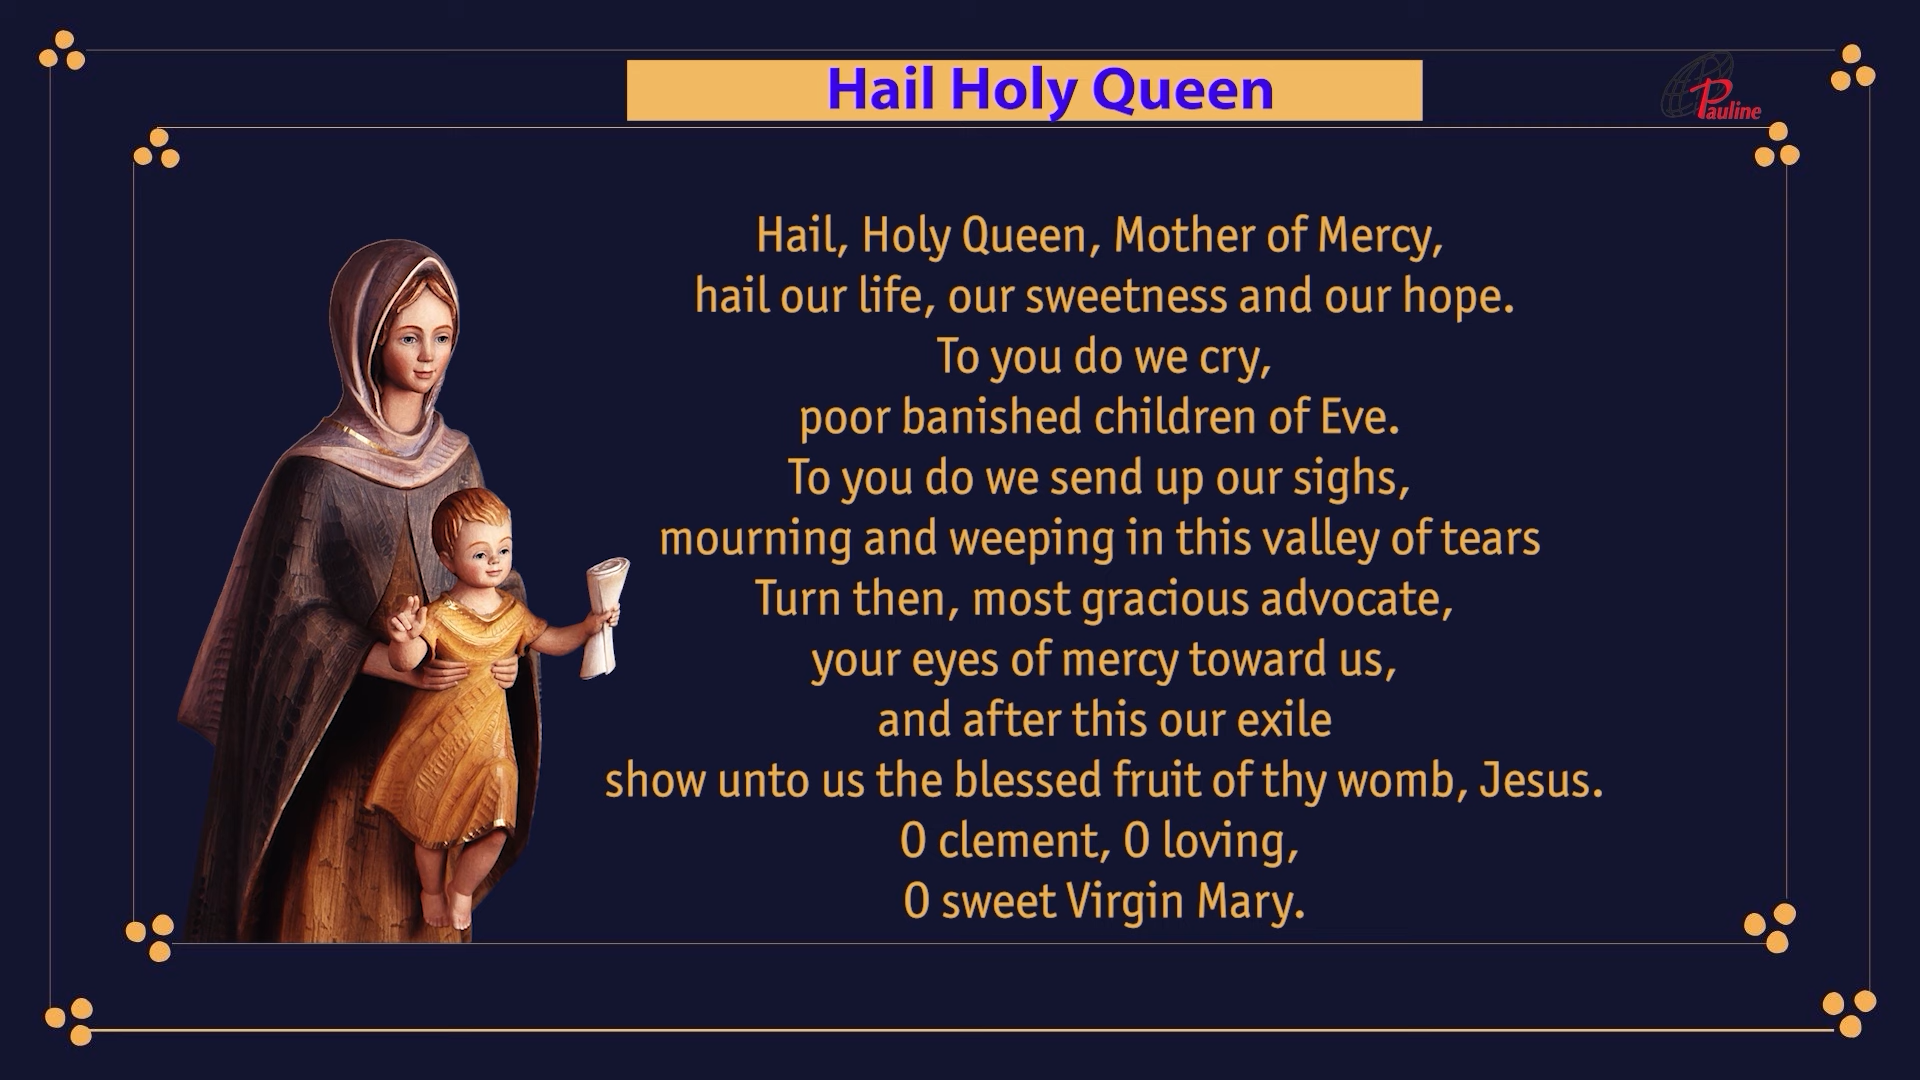 Hail Holy Queen
Pauline
Hail, Holy Queen, Mother of Mercy,
hail our life, our sweetness and our hope.
To you do we cry,
poor banished children of Eve.
To you do we send up our sighs,
mourning and weeping in this valley of tears
Turn then, most gracious advocate,
your eyes of mercy toward us,
and after this our exile
show unto us the blessed fruit of thy womb, Jesus.
O clement, O loving,
O sweet Virgin Mary.